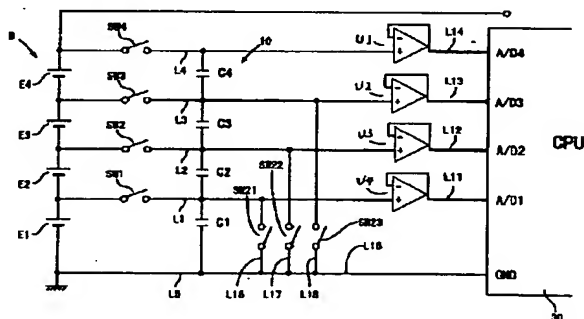 B
SW4
L4
10
U1
L14
A/D4
E4
C4
SW3
L3
U2
L13
A/D3
E3
C3
SW2
L2
U3
L12
A/D2
CPU
E2
C2
SW21
SW22
SW1
L1
U4
L11
A/D1
E1
C1
SW23
L16
L5
L15
L17
L18
GND
30